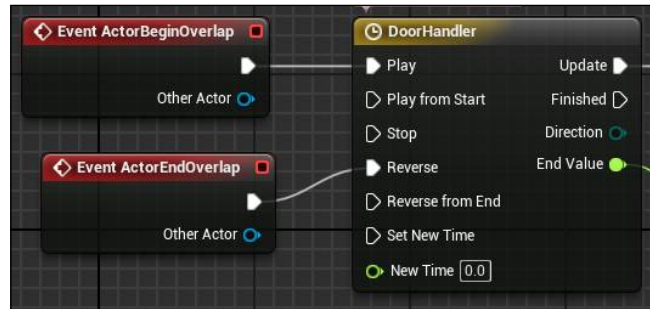 Event ActorBeginOverlap
Other Actor
Event ActorEndOverlap
Other Actor
DoorHandler
Play
Update
Play from Start
Finished
Stop
Direction
Reverse
End Value
Reverse from End
Set New Time
New Time 0.0